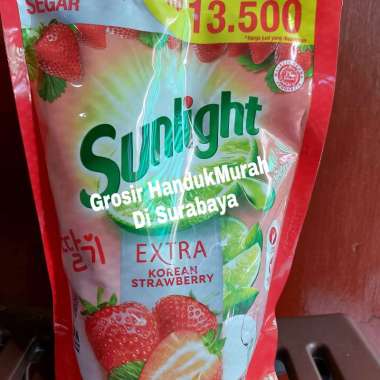 SEGAR
13.500
Sunlight
Grosir HandukMurah
Di Surabaya
딸기
EXTRA
KOREAN
STRAWBERRY